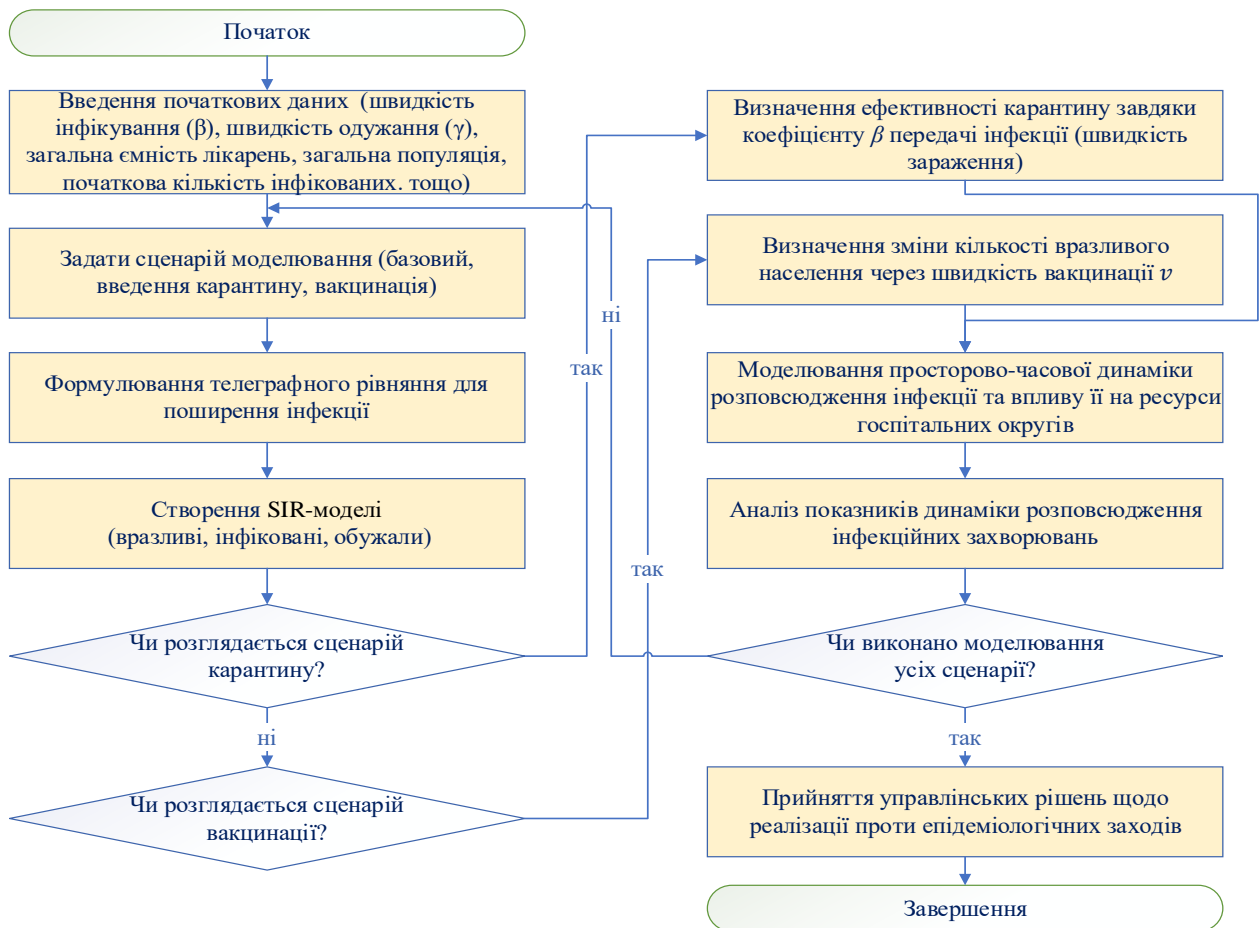 Початок
Введення початкових даних (швидкість
інфікування (β), швидкість одужання (γ),
загальна ємність лікарень, загальна популяція,
початкова кількість інфікованих. тощо)
Задати сценарій моделювання (базовий,
введення карантину, вакцинація)
Формулювання телеграфного рівняння для
поширення інфекції
Створення SIR-моделі
(вразливі, інфіковані, обужали)
Чи розглядається сценарій
карантину?
ні
Чи розглядається сценарій
вакцинації?
так
так
ні
Визначення ефективності карантину завдяки
коефіцієнту β передачі інфекції (швидкість
зараження)
Визначення зміни кількості вразливого
населення через швидкість вакцинації v
Моделювання просторово-часової динаміки
розповсюдження інфекції та впливу її на ресурси
госпітальних округів
Аналіз показників динаміки розповсюдження
інфекційних захворювань
Чи виконано моделювання
усіх сценарії?
так
Прийняття управлінських рішень щодо
реалізації проти епідеміологічних заходів
Завершення